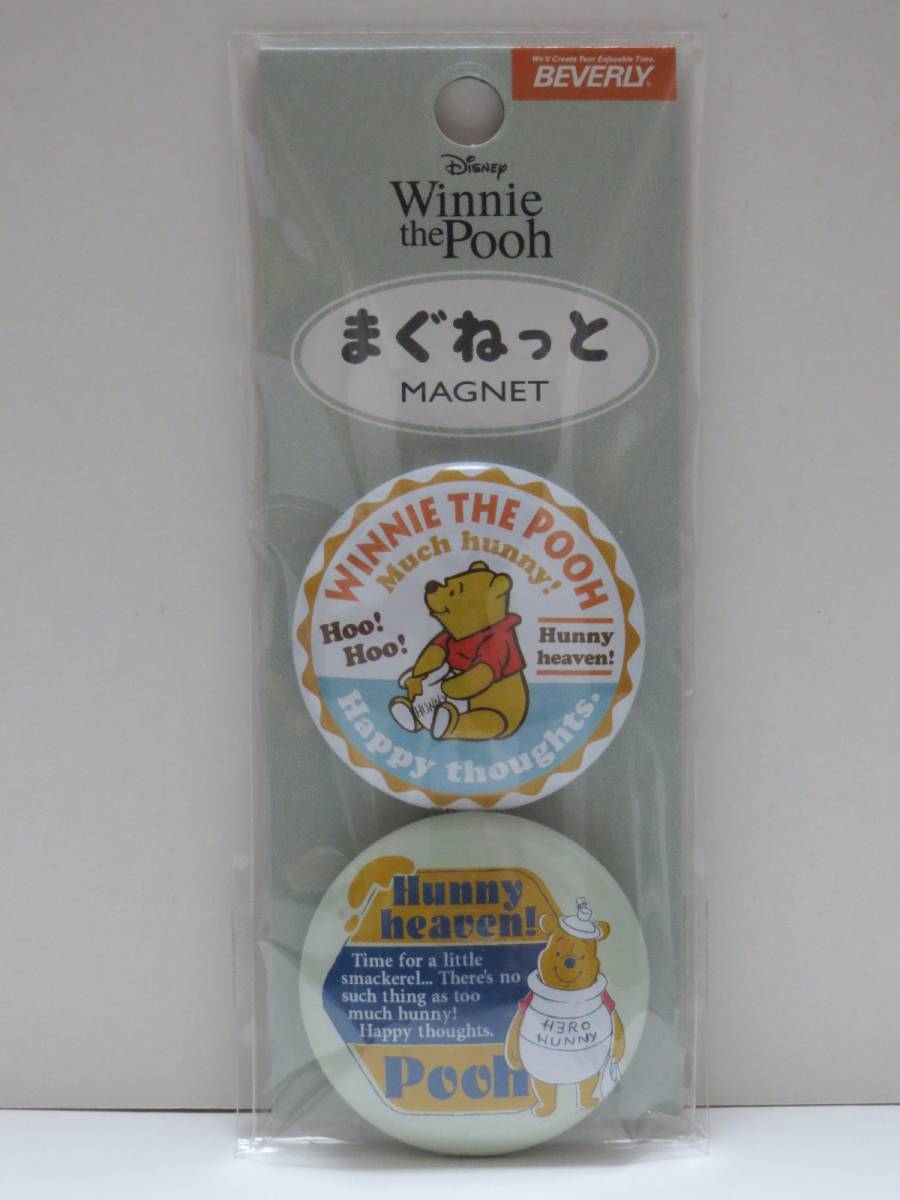 We'll Create Your Enjoyable Time.
BEVERLY
Disney
Winnie
the Pooh
まぐねっと
MAGNET
WINNIE THE POOH
Much hunny!
Hoo!
Hoo!
Hunny
heaven!
HUNNY
Happy thoughts.
Hunny
heaven!
Time for a little
smackerel... There's no
such thing as too
much hunny!
Happy thoughts.
HERO
HUNNY
Pooh